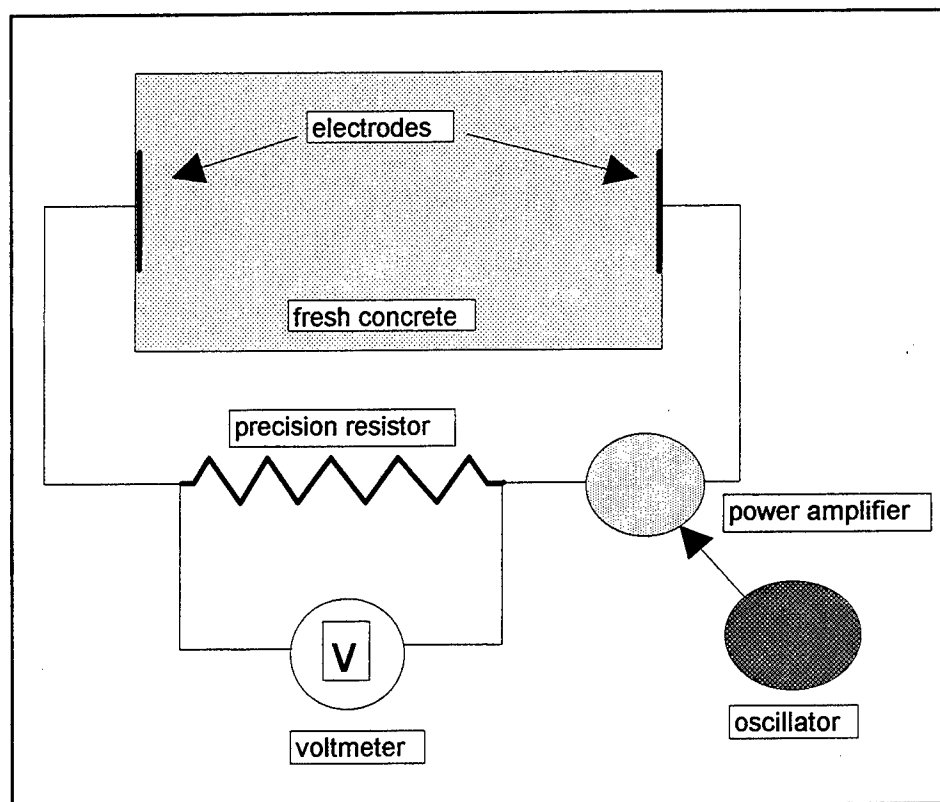 electrodes
fresh concrete
precision resistor
power amplifier
V
oscillator
voltmeter